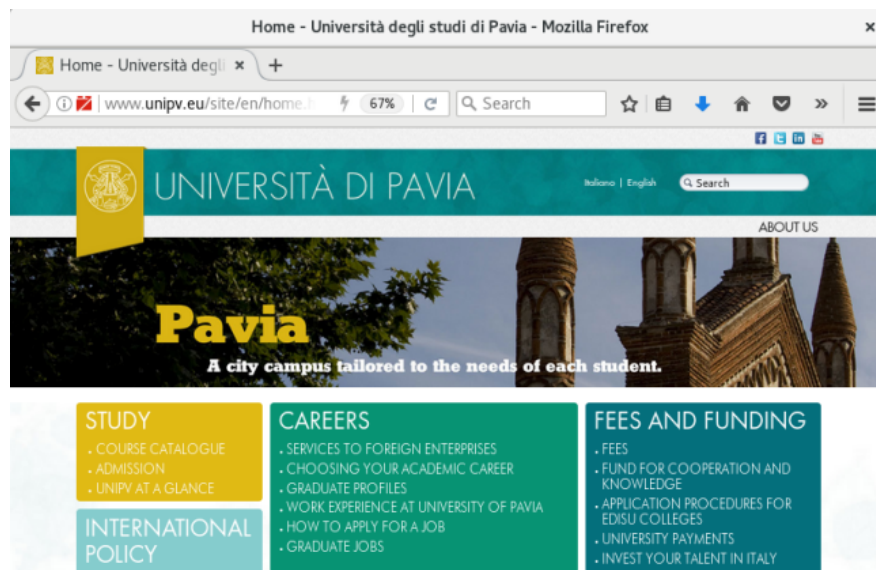 Home - Università degli studi di Pavia - Mozilla Firefox
Home - Università degli
www.unipv.eu/site/en/home.
67%
Search
UNIVERSITÀ DI PAVIA
Italiano | English
Search
ABOUT US
Pavia
A city campus tailored to the needs of each student.
STUDY
. COURSE CATALOGUE
. ADMISSION
. UNIPV AT A GLANCE
INTERNATIONAL
POLICY
CAREERS
. SERVICES TO FOREIGN ENTERPRISES
. CHOOSING YOUR ACADEMIC CAREER
. GRADUATE PROFILES
. WORK EXPERIENCE AT UNIVERSITY OF PAVIA
. HOW TO APPLY FOR A JOB
. GRADUATE JOBS
FEES AND FUNDING
. FEES
. FUND FOR COOPERATION AND
KNOWLEDGE
. APPLICATION PROCEDURES FOR
EDISU COLLEGES
. UNIVERSITY PAYMENTS
. INVEST YOUR TALENT IN ITALY